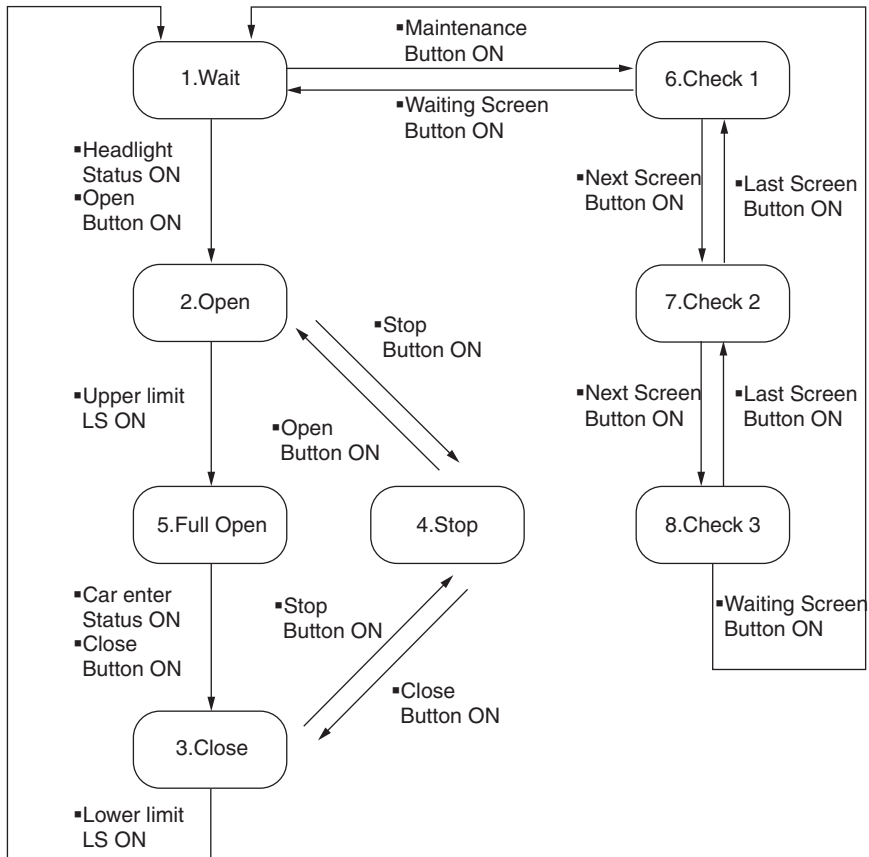 ▪Maintenance
Button ON
1.Wait
6.Check 1
▪Waiting Screen
Button ON
▪Headlight
Status ON
▪Open
Button ON
▪Next Screen
Button ON
▪Last Screen
Button ON
2.Open
7.Check 2
▪Stop
Button ON
▪Upper limit
LS ON
▪Open
Button ON
▪Next Screen
Button ON
▪Last Screen
Button ON
5.Full Open
4.Stop
8.Check 3
▪Car enter
Status ON
▪Close
Button ON
▪Stop
Button ON
▪Waiting Screen
Button ON
▪Close
Button ON
3.Close
▪Lower limit
LS ON